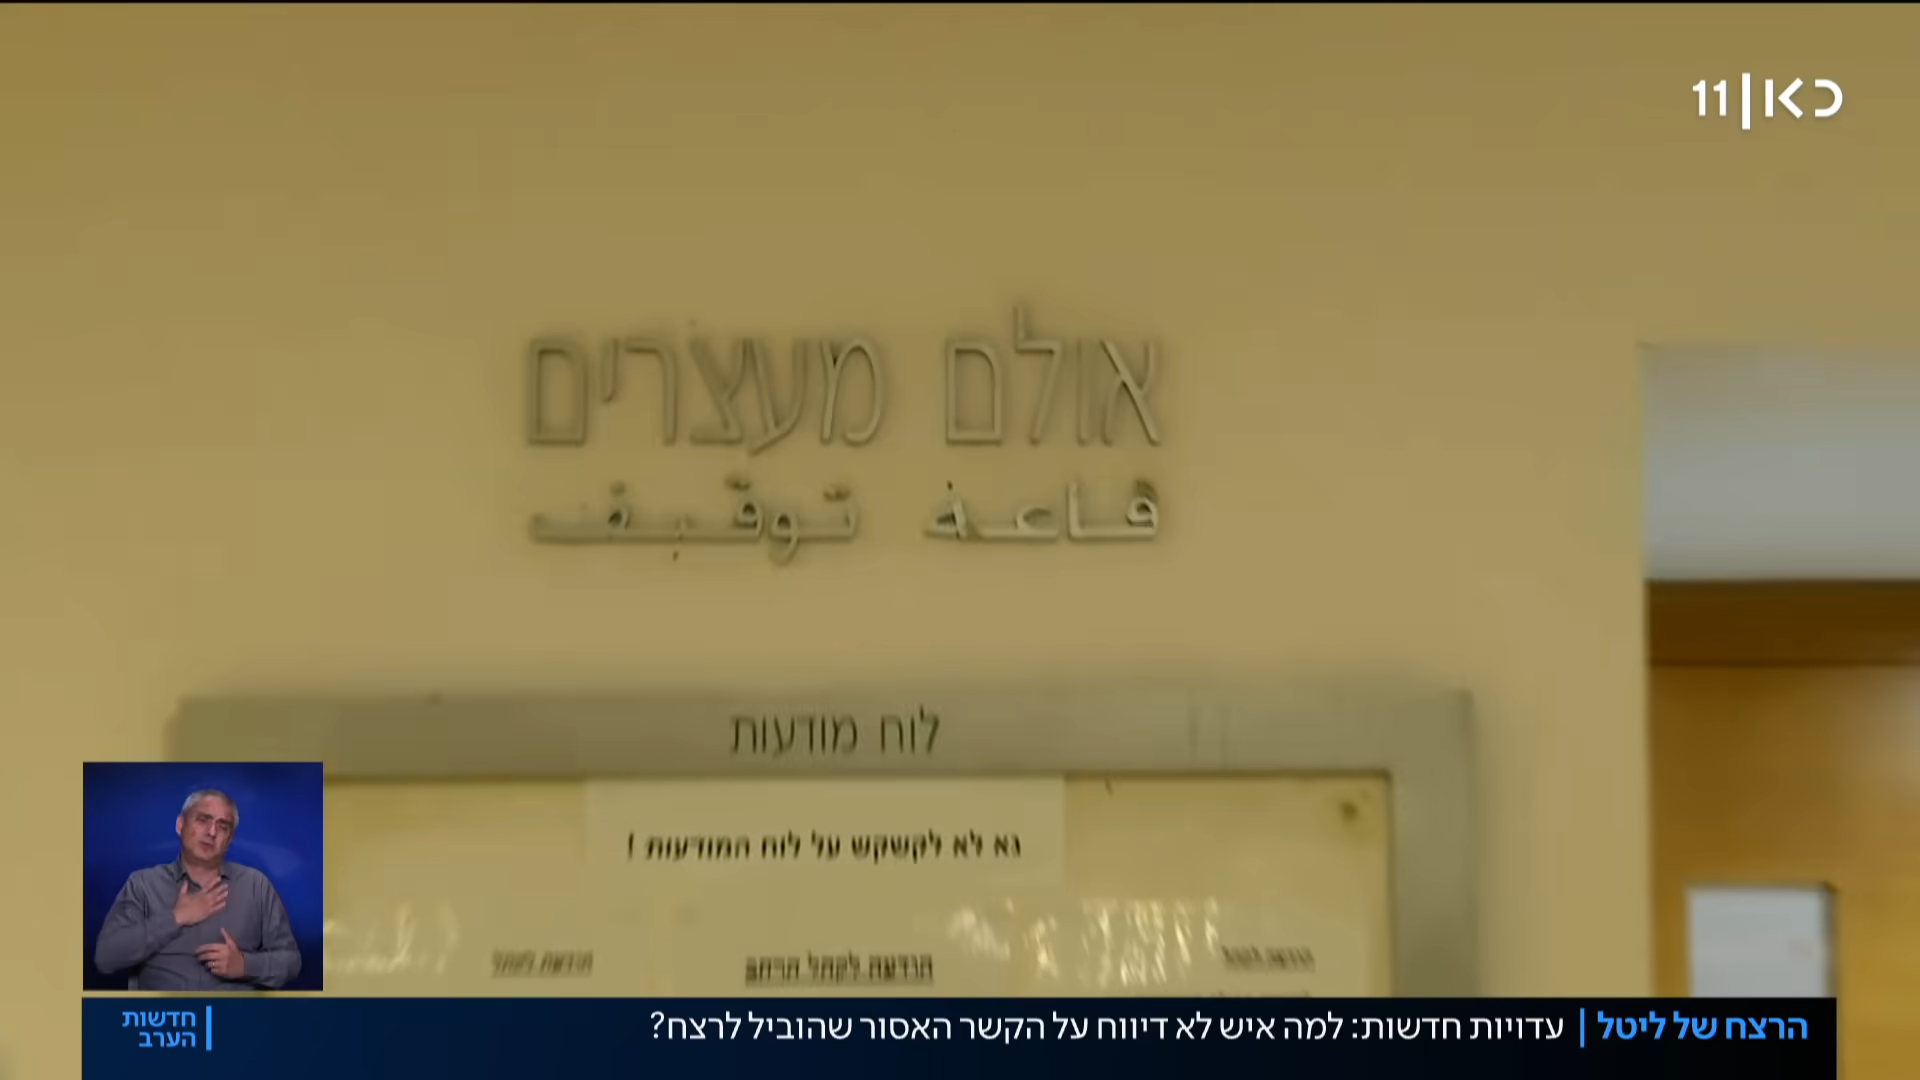 כאן|11
אולם מעצרים
قاعة توقيف
לוח מודעות
נא לא לקשקש על לוח המודעות !
הודעה לקהל הרחב
הרצח של ליטל | עדויות חדשות: למה איש לא דיווח על הקשר האסור שהוביל לרצח?
חדשות
הערב